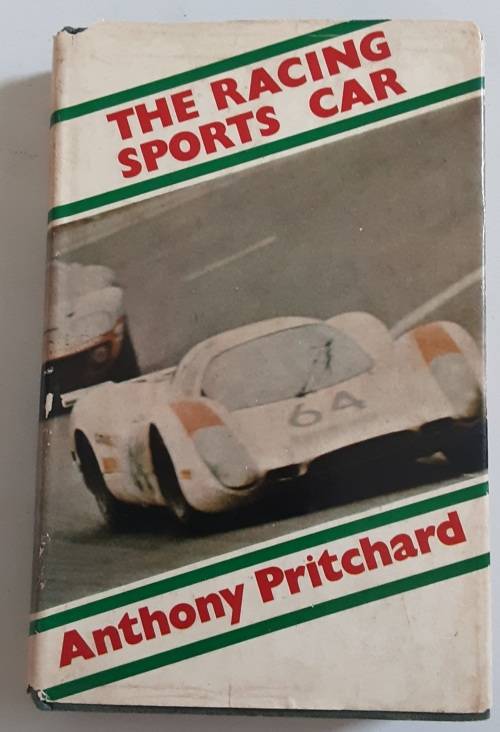 THE RACING
SPORTS CAR
64
Anthony Pritchard